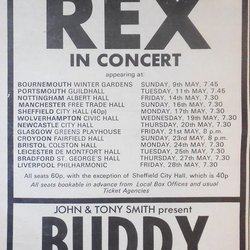 REX
IN CONCERT
appearing at:
BOURNEMOUTH WINTER GARDENS SUNDAY, 9th MAY, 7.45
PORTSMOUTH GUILDHALL TUESDAY, 11th MAY, 7.45
NOTTINGHAM ALBERT HALL FRIDAY, 14th MAY, 7.30
MANCHESTER FREE TRADE HALL SUNDAY, 16th MAY, 7.30
SHEFFIELD CITY HALL (40p) MONDAY, 17th MAY, 7.30
WOLVERHAMPTON CIVIC HALL WEDNESDAY, 19th MAY, 7.30
NEWCASTLE CITY HALL THURSDAY, 20th MAY, 7.30
GLASGOW GREENS PLAYHOUSE FRIDAY, 21st MAY, 8 p.m.
CROYDON FAIRFIELD HALL SUNDAY, 23rd MAY, 8 p.m.
BRISTOL COLSTON HALL MONDAY, 24th MAY, 7.30
LEICESTER DE MONTFORT HALL TUESDAY, 25th MAY, 7.30
BRADFORD ST. GEORGE'S HALL THURSDAY, 27th MAY, 7.30
LIVERPOOL PHILHARMONIC FRIDAY, 28th MAY, 7.30
All seats 60p, with the exception of Sheffield City Hall, which is 40p
All seats bookable in advance from Local Box Offices and usual
Ticket Agencies
JOHN & TONY SMITH present
BUDDY